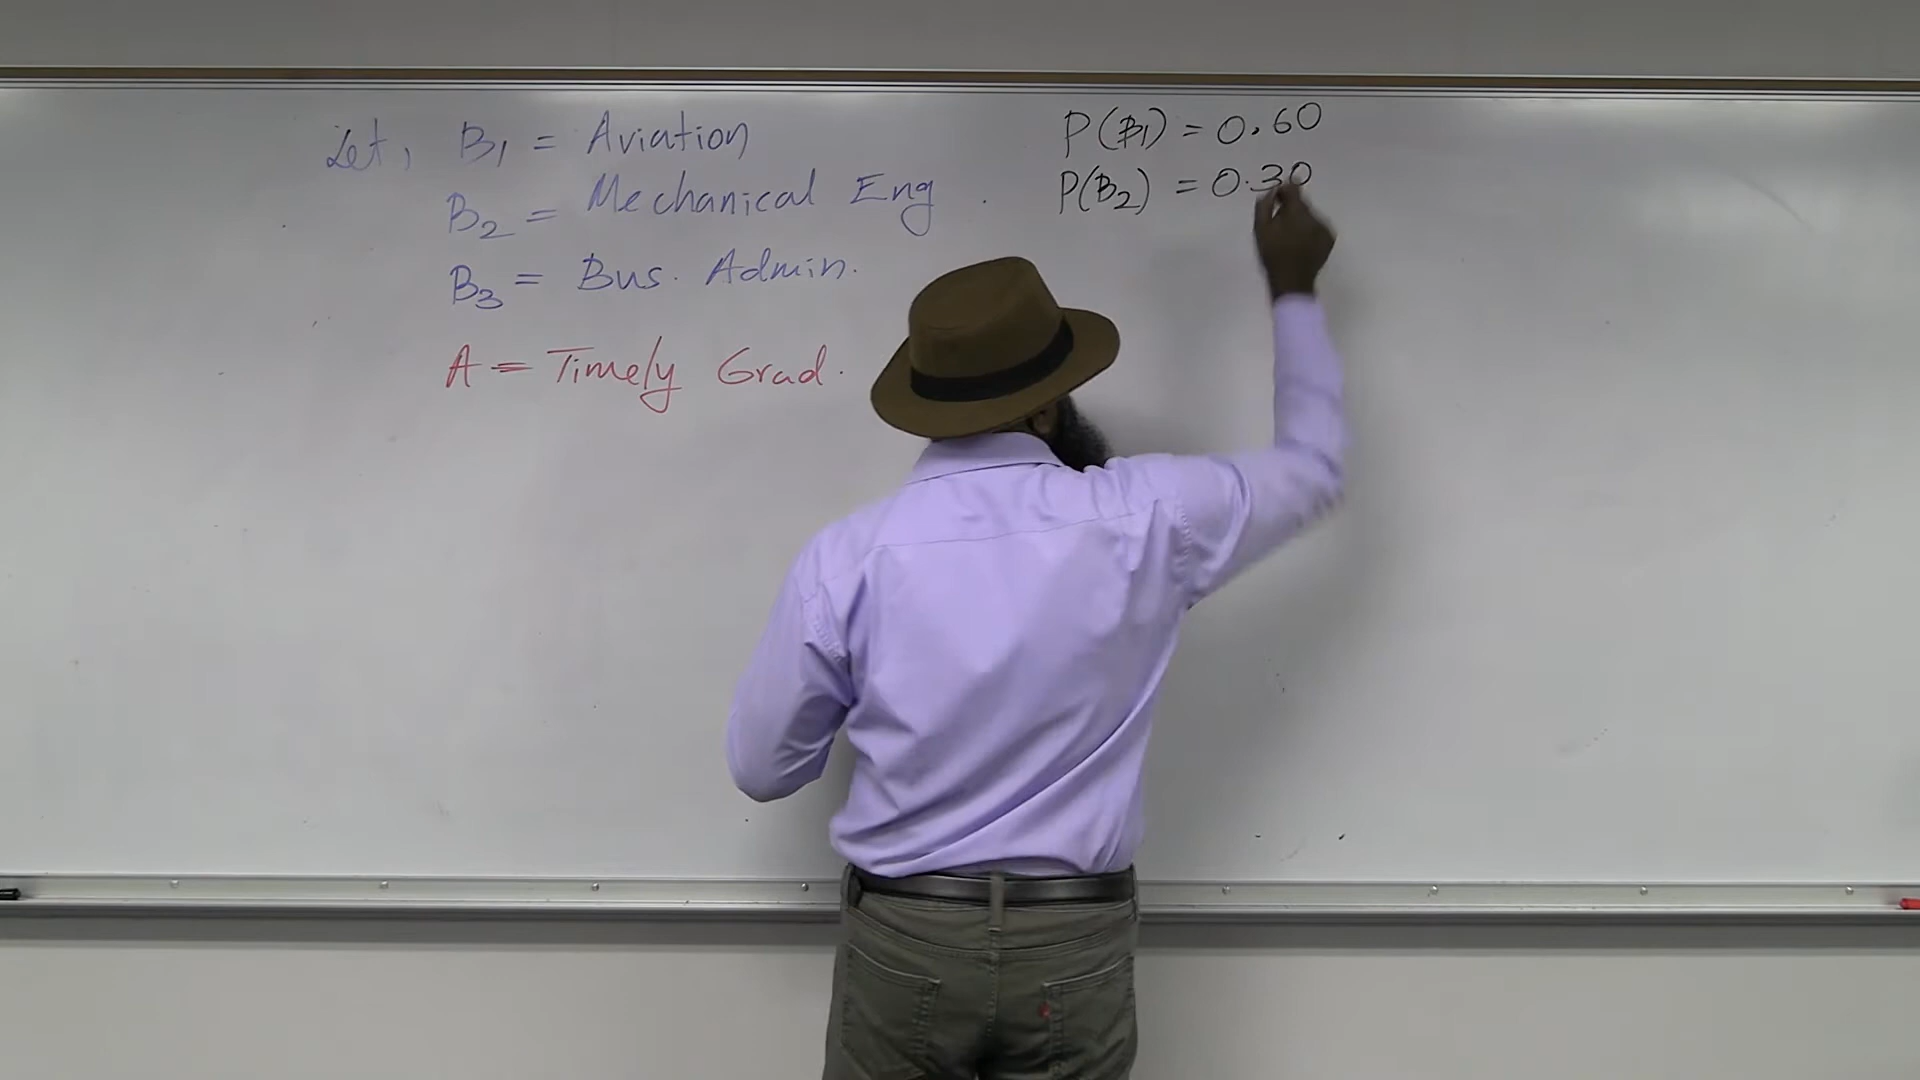 Let, B1 = Aviation
B2 = Mechanical Eng.
B3 = Bus. Admin.
A = Timely Grad.
P(B1) = 0.60
P(B2) = 0.30